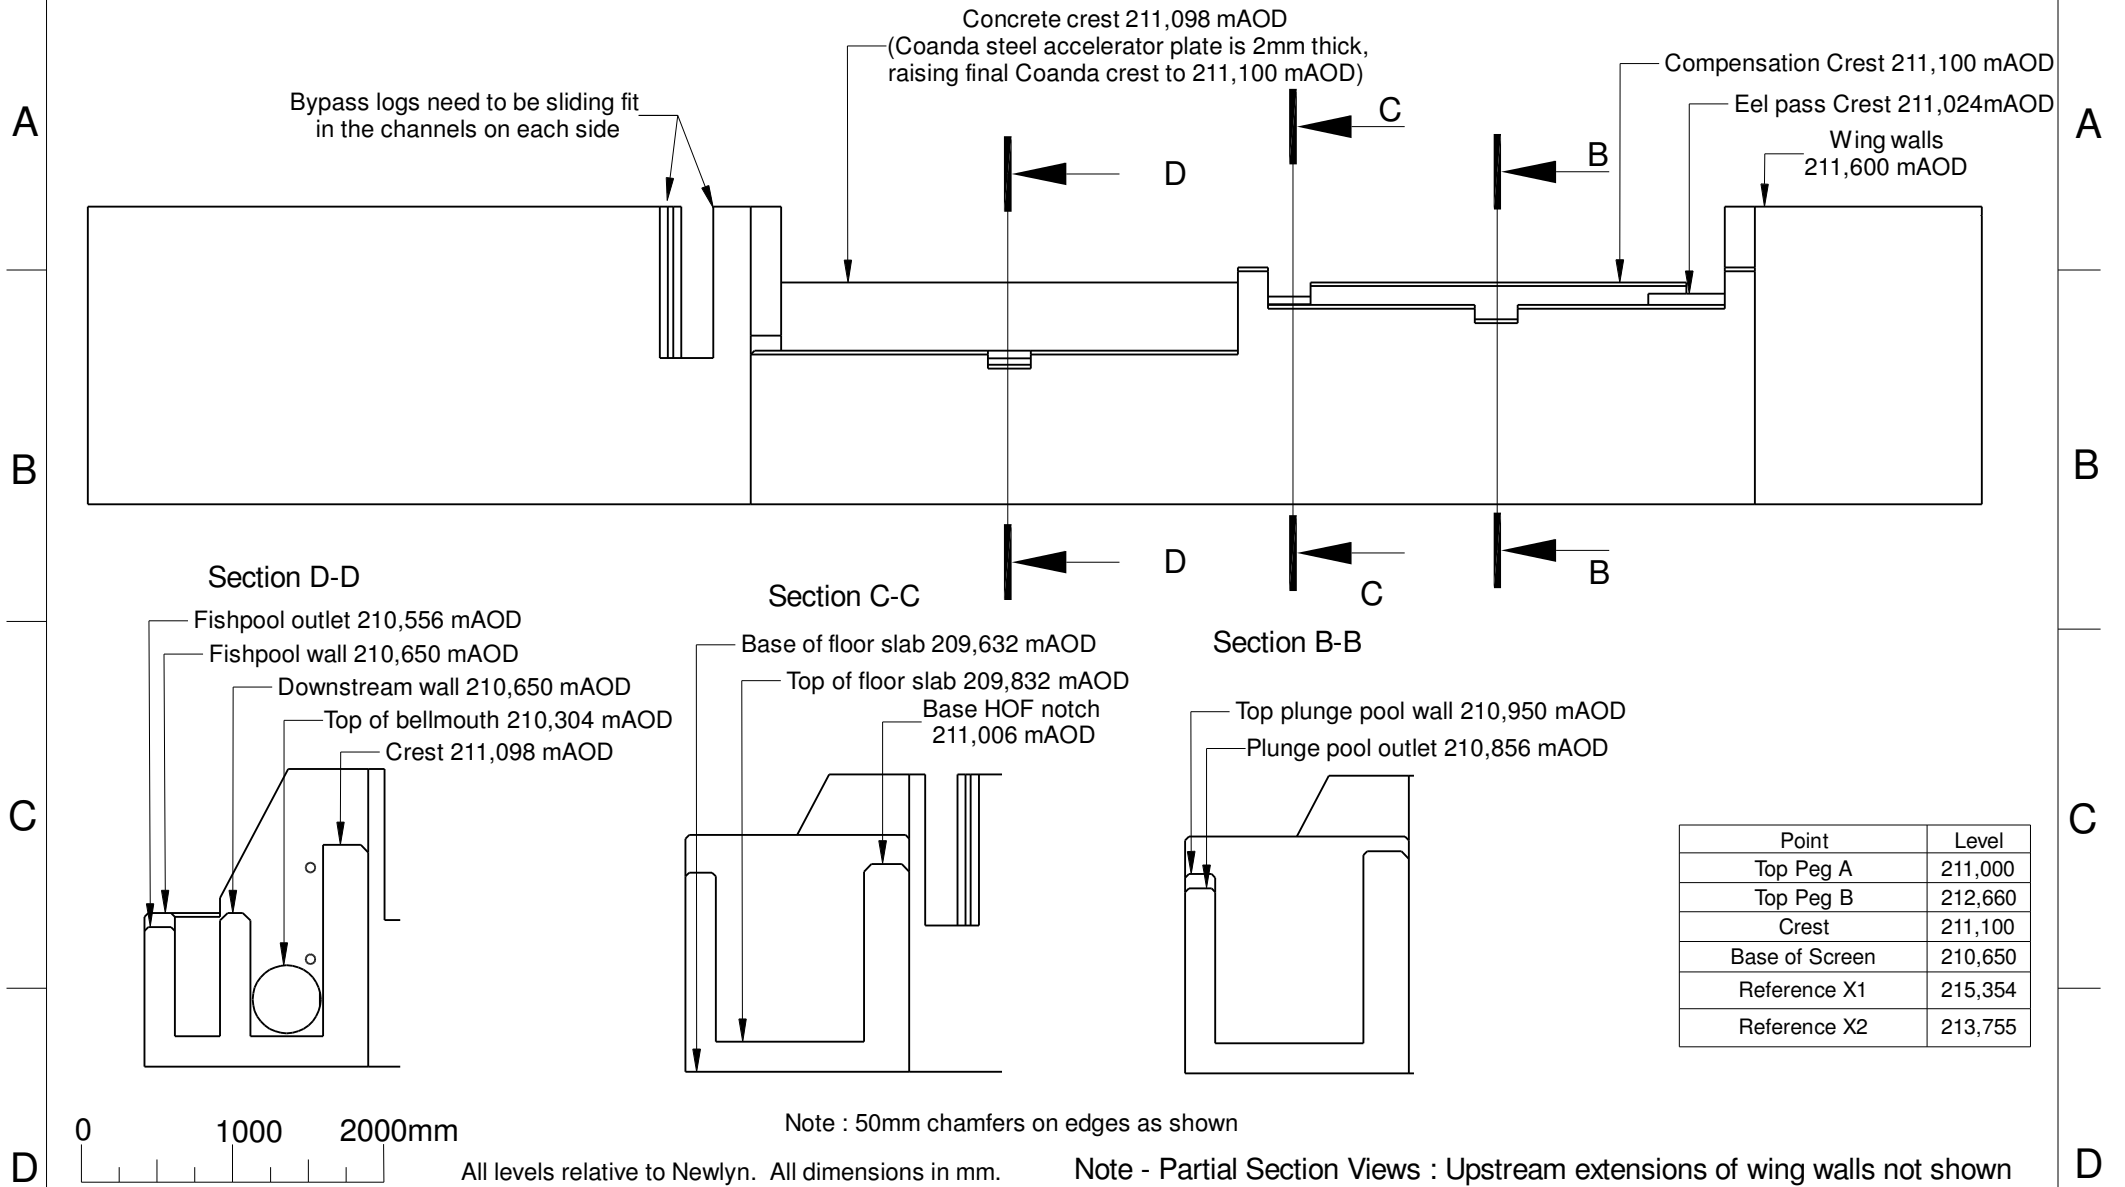 Concrete crest 211,098 mAOD
(Coanda steel accelerator plate is 2mm thick,
raising final Coanda crest to 211,100 mAOD)
Compensation Crest 211,100 mAOD
Eel pass Crest 211,024mAOD
Wing walls
211,600 mAOD
Bypass logs need to be sliding fit
in the channels on each side
A
A
C
B
D
B
B
D
C
B
Section D-D
Fishpool outlet 210,556 mAOD
Fishpool wall 210,650 mAOD
Downstream wall 210,650 mAOD
Top of bellmouth 210,304 mAOD
Crest 211,098 mAOD
Section C-C
Base of floor slab 209,632 mAOD
Top of floor slab 209,832 mAOD
Base HOF notch
211,006 mAOD
Section B-B
Top plunge pool wall 210,950 mAOD
Plunge pool outlet 210,856 mAOD
C
C
Point Level
Top Peg A 211,000
Top Peg B 212,660
Crest 211,100
Base of Screen 210,650
Reference X1 215,354
Reference X2 213,755
0 1000 2000mm
Note : 50mm chamfers on edges as shown
D
All levels relative to Newlyn. All dimensions in mm.
Note - Partial Section Views : Upstream extensions of wing walls not shown
D